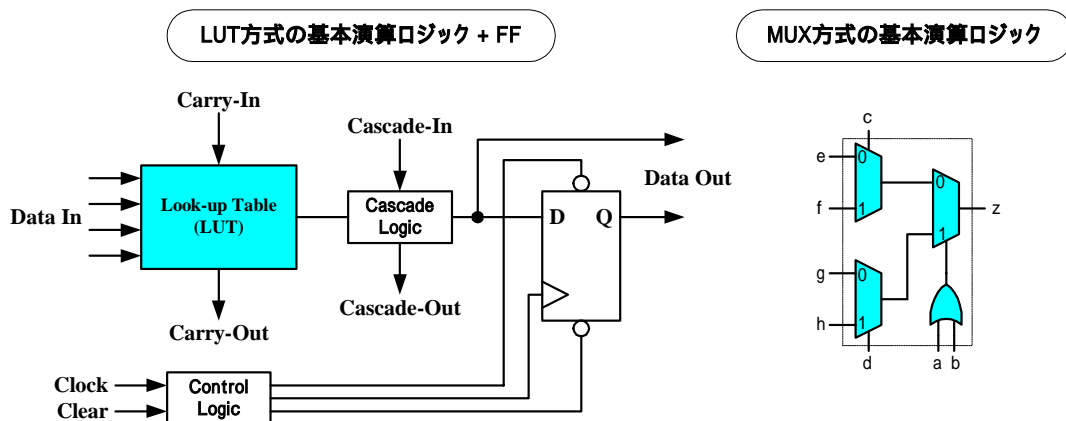 LUT方式の基本演算ロジック + FF
MUX方式の基本演算ロジック
Carry-In
Cascade-In
Data In
Look-up Table
(LUT)
Cascade
Logic
D
Q
Data Out
Carry-Out
Cascade-Out
Clock
Clear
Control
Logic
c
e
0
f
1
0
1
z
g
0
h
1
d
a
b